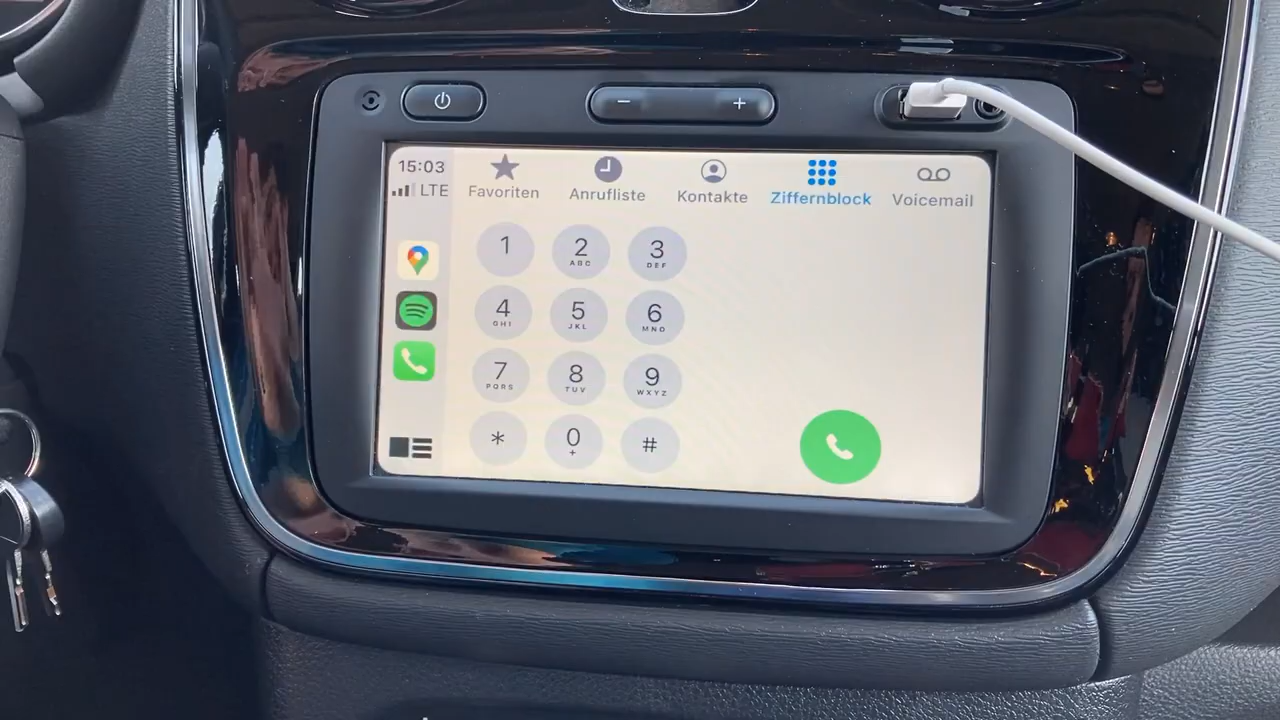 15:03
LTE
Favoriten
Anrufliste
Kontakte
Ziffernblock
Voicemail
1
2
ABC
3
DEF
4
GHI
5
JKL
6
MNO
7
PQRS
8
TUV
9
WXYZ
*
0
+
#